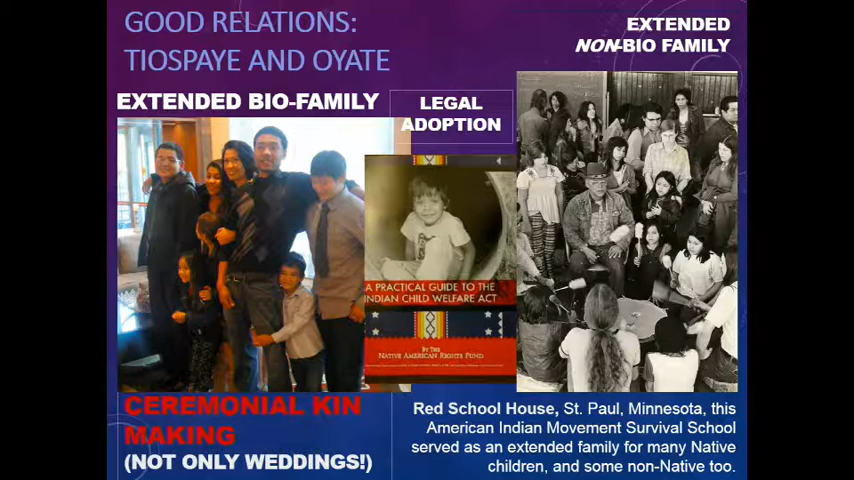 GOOD RELATIONS:
TIOSPAYE AND OYATE
EXTENDED
NON-BIO FAMILY
EXTENDED BIO-FAMILY
LEGAL
ADOPTION
A PRACTICAL GUIDE TO THE
INDIAN CHILD WELFARE ACT
BY THE
NATIVE AMERICAN RIGHTS FUND
CEREMONIAL KIN
MAKING
(NOT ONLY WEDDINGS!)
Red School House, St. Paul, Minnesota, this
American Indian Movement Survival School
served as an extended family for many Native
children, and some non-Native too.